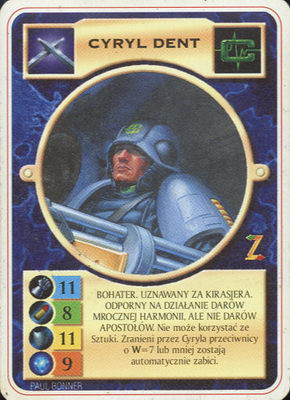 CYRYL DENT
11
8
11
9
BOHATER. UZNAWANY ZA KIRASJERA.
ODPORNY NA DZIAŁANIE DARÓW
MROCZNEJ HARMONII, ALE NIE DARÓW
APOSTOŁÓW. Nie może korzystać ze
Sztuki. Zranieni przez Cyryla przeciwnicy
o W=7 lub mniej zostają
automatycznie zabici.
PAUL BONNER